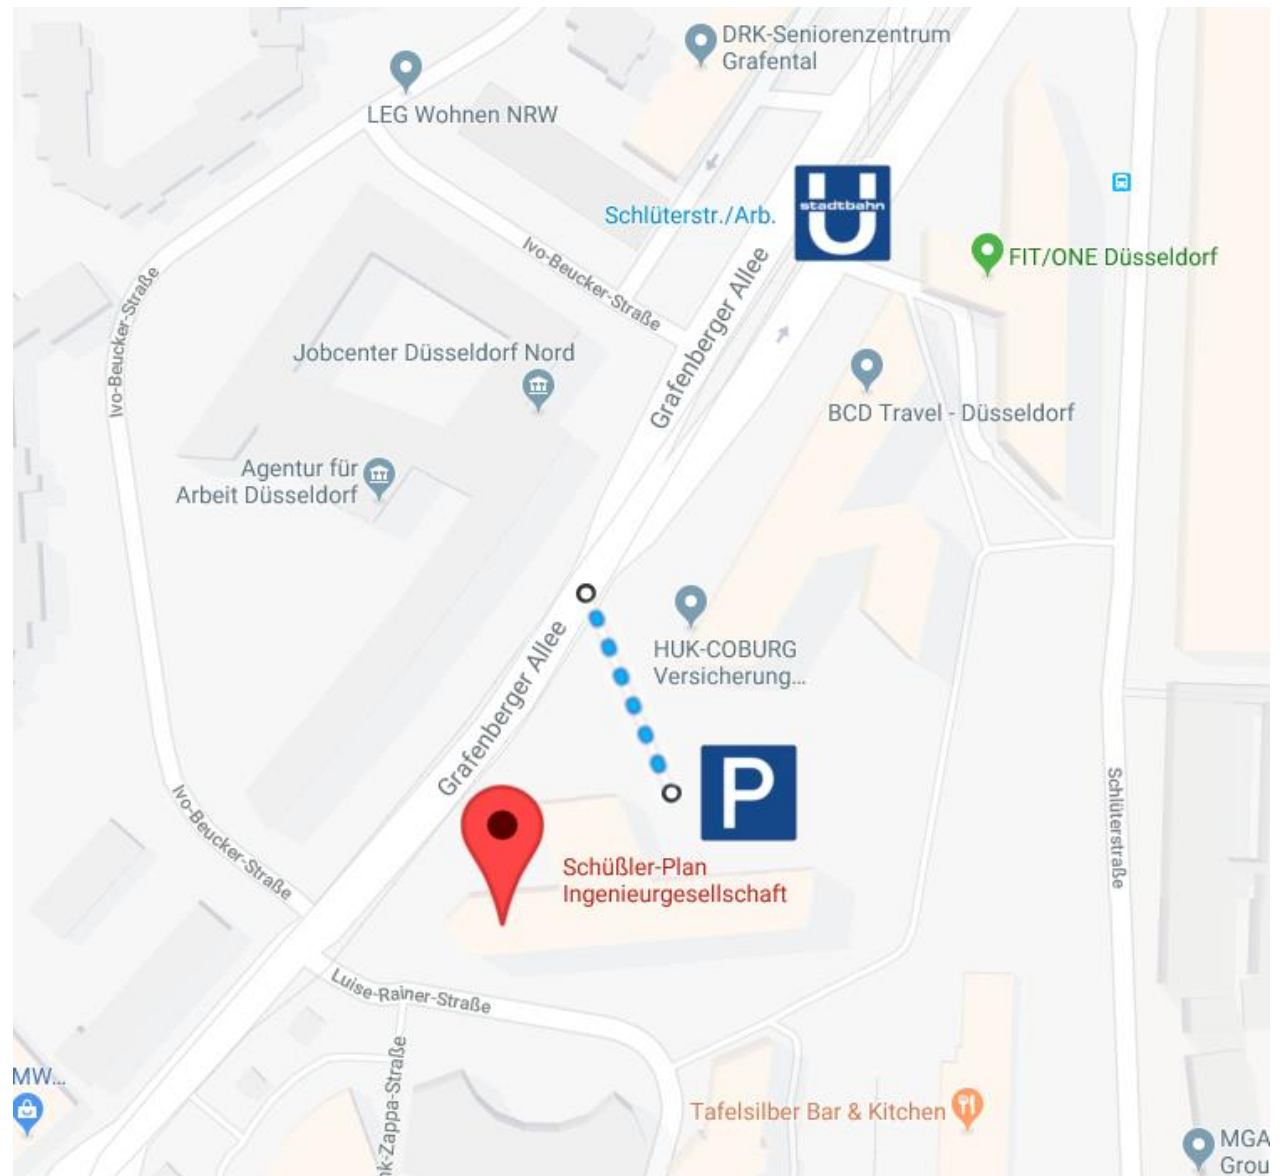 DRK-Seniorenzentrum
Grafental
LEG Wohnen NRW
Schlüterstr./Arb.
U
stadtbahn
FIT/ONE Düsseldorf
Ivo-Beucker-Straße
Ivo-Beucker-Straße
Grafenberger Allee
Jobcenter Düsseldorf Nord
BCD Travel - Düsseldorf
Agentur für
Arbeit Düsseldorf
HUK-COBURG
Versicherung...
Grafenberger Allee
P
Schlüterstraße
Ivo-Beucker-Straße
Schüßler-Plan
Ingenieurgesellschaft
Luise-Rainer-Straße
k-Zappa-Straße
MW...
Tafelsilber Bar & Kitchen
MGA
Grou